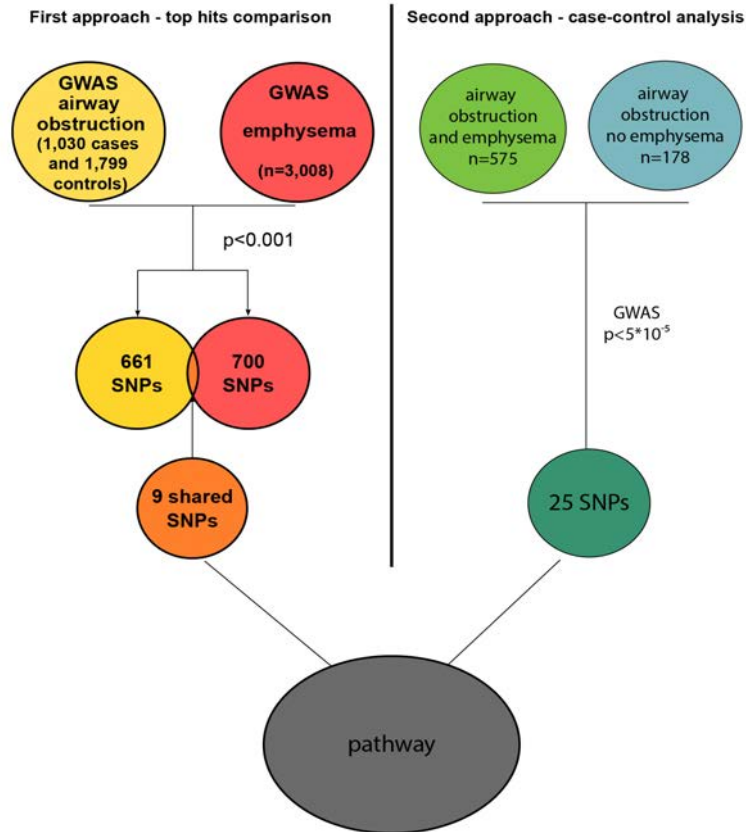 First approach - top hits comparison
GWAS
airway
obstruction
(1,030 cases
and 1,799
controls)
GWAS
emphysema
(n=3,008)
p<0.001
661
SNPs
700
SNPs
9 shared
SNPs
Second approach - case-control analysis
airway
obstruction
and emphysema
n=575
airway
obstruction
no emphysema
n=178
GWAS
p<5*10⁻⁵
25 SNPs
pathway